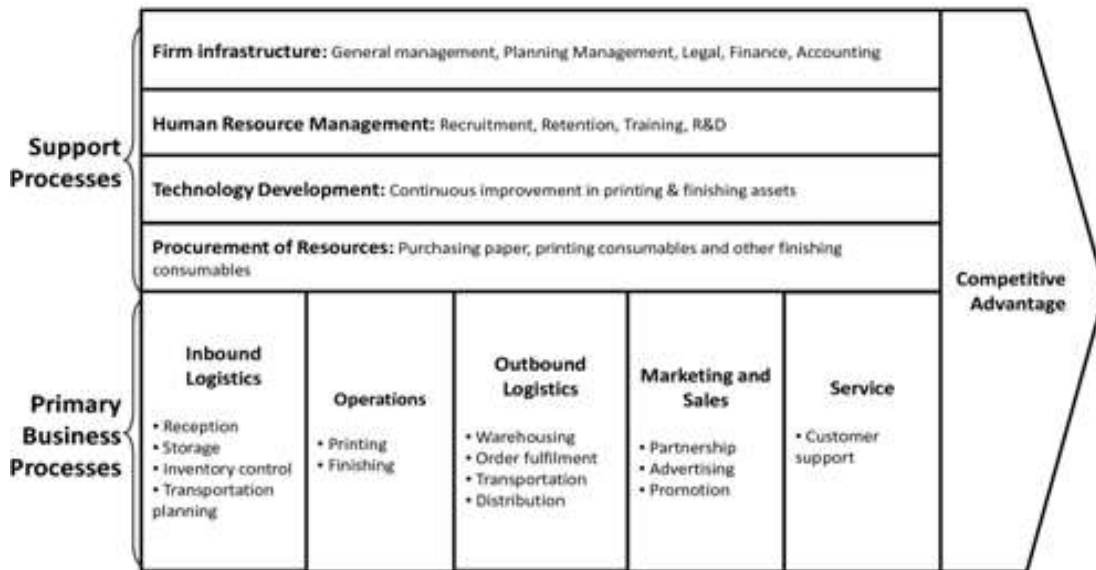 Support
Processes
Firm infrastructure: General management, Planning Management, Legal, Finance, Accounting
Human Resource Management: Recruitment, Retention, Training, R&D
Technology Development: Continuous improvement in printing & finishing assets
Procurement of Resources: Purchasing paper, printing consumables and other finishing
consumables
Primary
Business
Processes
Inbound
Logistics
• Reception
• Storage
• Inventory control
• Transportation
planning
Operations
• Printing
• Finishing
Outbound
Logistics
• Warehousing
• Order fulfilment
• Transportation
• Distribution
Marketing and
Sales
• Partnership
• Advertising
• Promotion
Service
• Customer
support
Competitive
Advantage